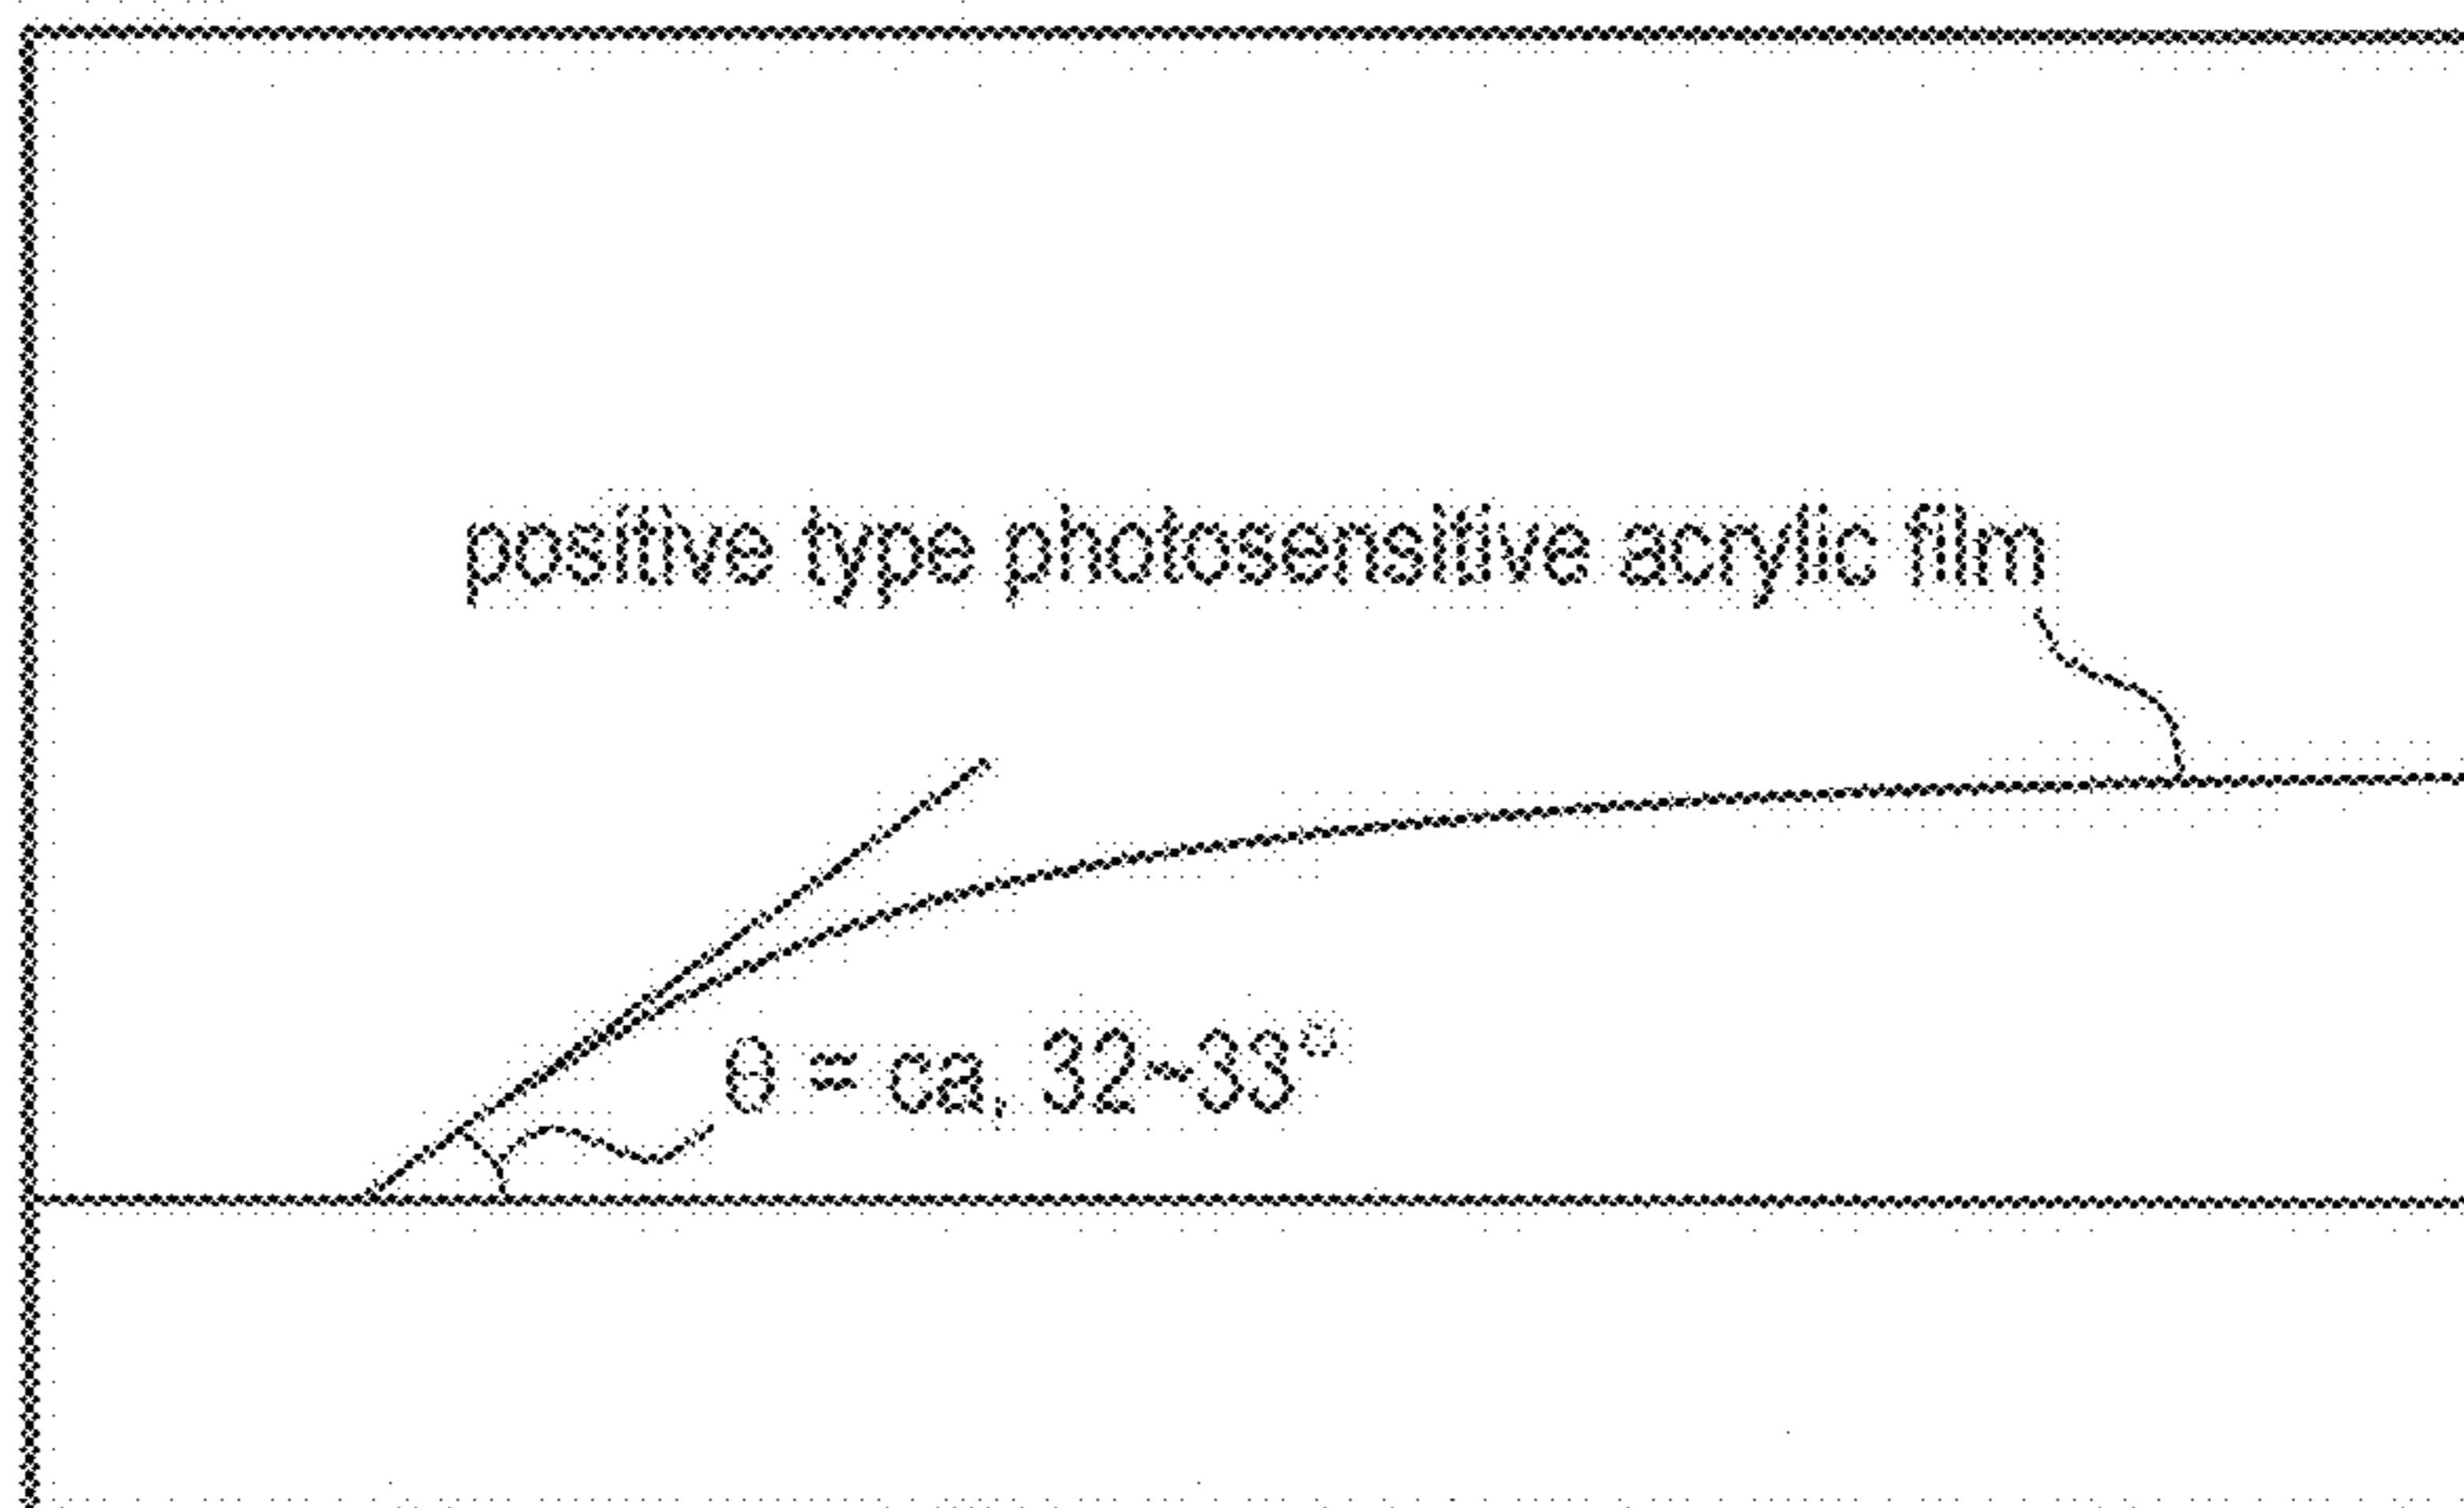 positive type photosensitive acrylic film
θ = ca. 32~33°